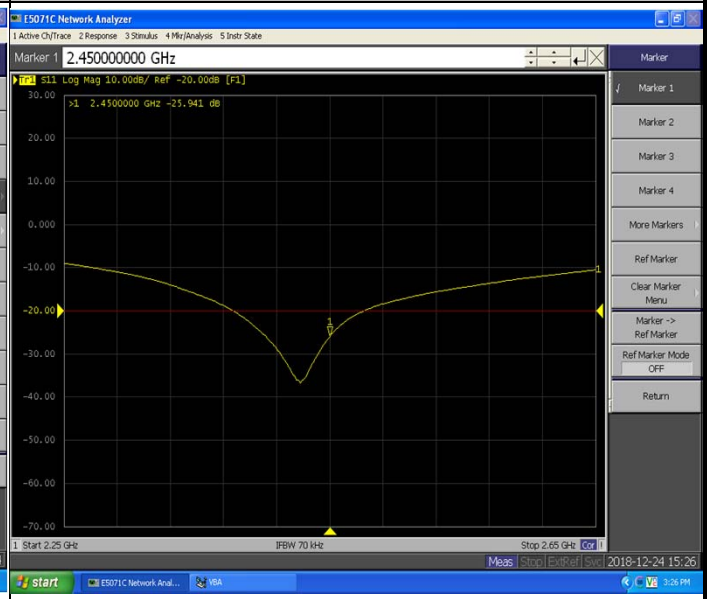 E5071C Network Analyzer
1 Active Ch/Trace 2 Response 3 Stimulus 4 Mkr/Analysis 5 Instr State
Marker 1 2.450000000 GHz
Marker
Tr1 S11 Log Mag 10.00dB/ Ref -20.00dB [F1]
>1 2.4500000 GHz -25.941 dB
30.00
20.00
10.00
0.000
-10.00
-20.00
-30.00
-40.00
-50.00
-60.00
-70.00
1
1
√ Marker 1
Marker 2
Marker 3
Marker 4
More Markers
Ref Marker
Clear Marker
Menu
Marker ->
Ref Marker
Ref Marker Mode
OFF
Return
1 Start 2.25 GHz IFBW 70 kHz Stop 2.65 GHz Cor !
Meas Stop ExtRef Svc 2018-12-24 15:26
start E5071C Network Anal... VBA 3:26 PM